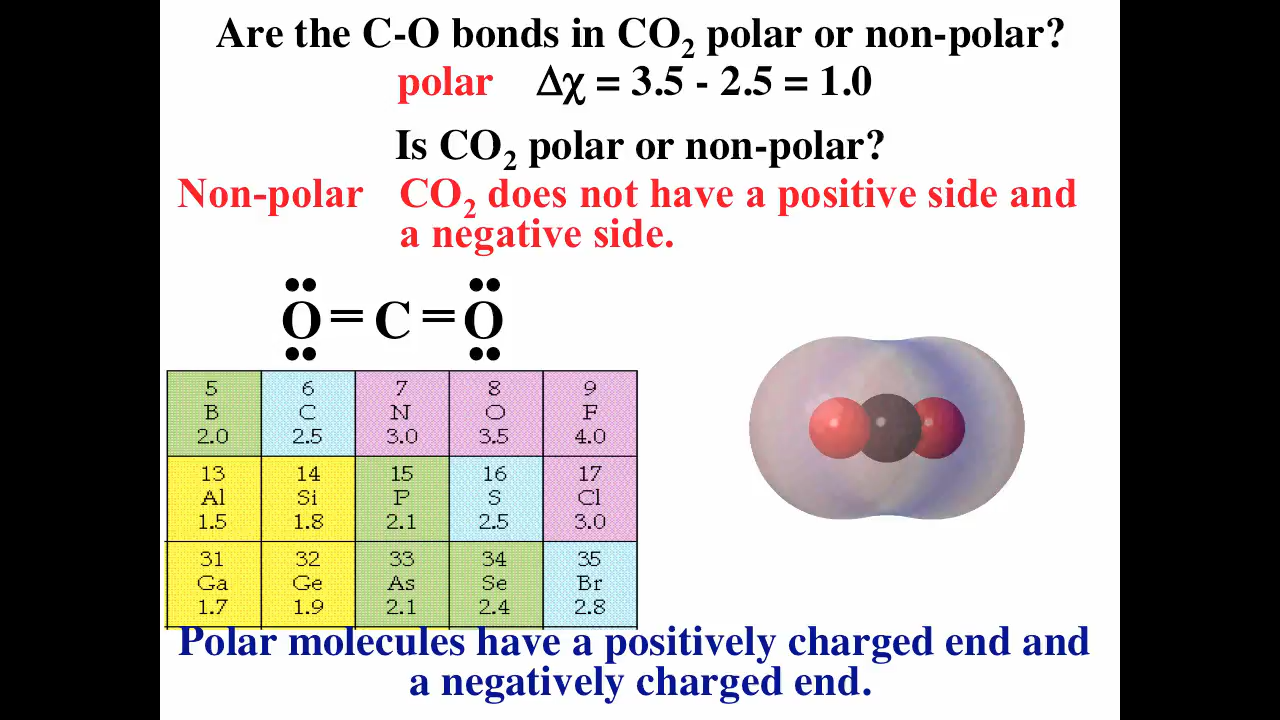 Are the C-O bonds in CO₂ polar or non-polar?
polar Δχ = 3.5 - 2.5 = 1.0
Is CO₂ polar or non-polar?
Non-polar CO₂ does not have a positive side and
a negative side.
O=C=O
5 6 7 8 9
B C N O F
2.0 2.5 3.0 3.5 4.0
13 14 15 16 17
Al Si P S Cl
1.5 1.8 2.1 2.5 3.0
31 32 33 34 35
Ga Ge As Se Br
1.7 1.9 2.1 2.4 2.8
Polar molecules have a positively charged end and
a negatively charged end.